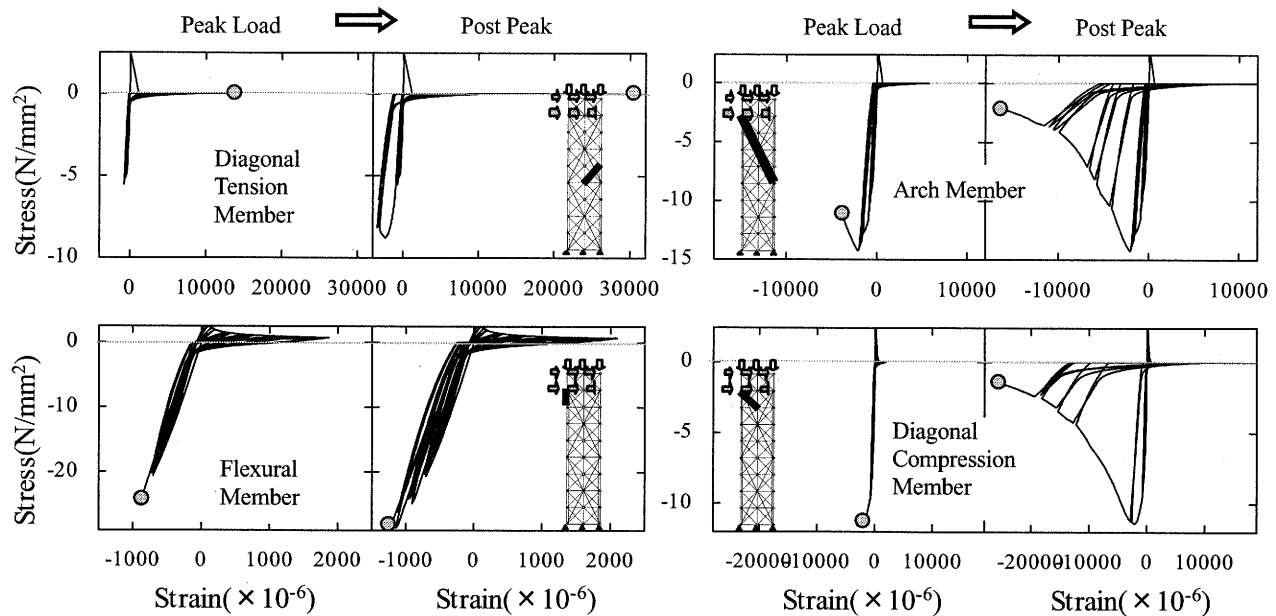 Peak Load
Post Peak
Peak Load
Post Peak
Stress(N/mm²)
0
-5
-10
Diagonal
Tension
Member
0
10000
20000
30000
0
10000
20000
30000
0
-5
-10
-15
Arch Member
-10000
0
10000
-10000
0
10000
Stress(N/mm²)
0
-10
-20
Flexural
Member
-1000
0
1000
2000
-1000
0
1000
2000
Strain( × 10⁻⁶)
Strain( × 10⁻⁶)
0
-5
-10
Diagonal
Compression
Member
-20000
-10000
0
10000
-20000
-10000
0
10000
Strain( × 10⁻⁶)
Strain( × 10⁻⁶)